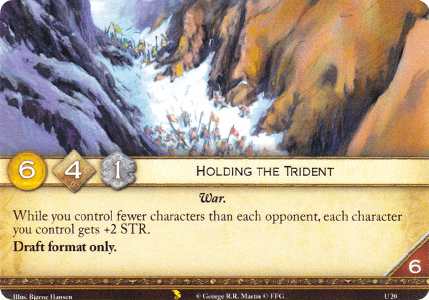 6 4 1 HOLDING THE TRIDENT
War.
While you control fewer characters than each opponent, each character
you control gets +2 STR.
Draft format only.
6
Illus. Bjarne Hansen © George R.R. Martin © FFG U20